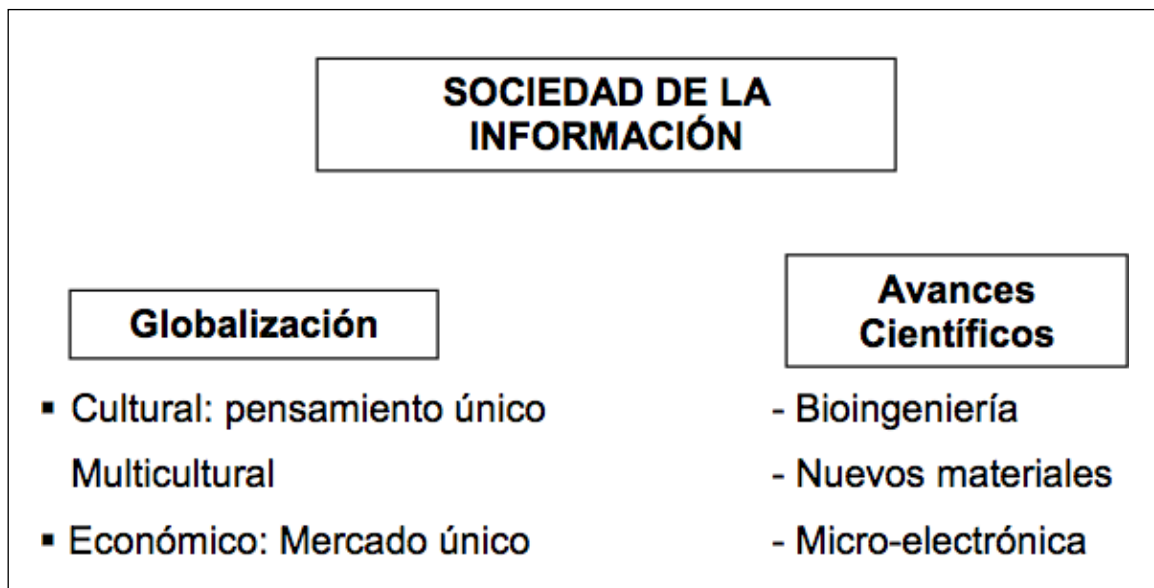 SOCIEDAD DE LA
INFORMACIÓN
Globalización
▪ Cultural: pensamiento único
Multicultural
▪ Económico: Mercado único
Avances
Científicos
- Bioingeniería
- Nuevos materiales
- Micro-electrónica